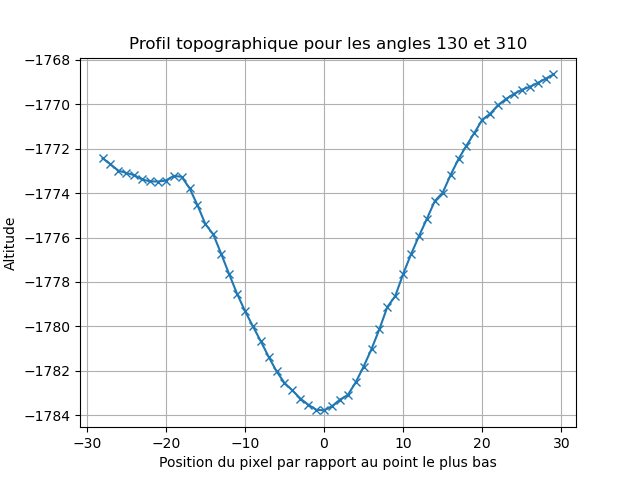 Profil topographique pour les angles 130 et 310
−1768
−1770
−1772
−1774
−1776
−1778
−1780
−1782
−1784
Altitude
−30 −20 −10 0 10 20 30
Position du pixel par rapport au point le plus bas